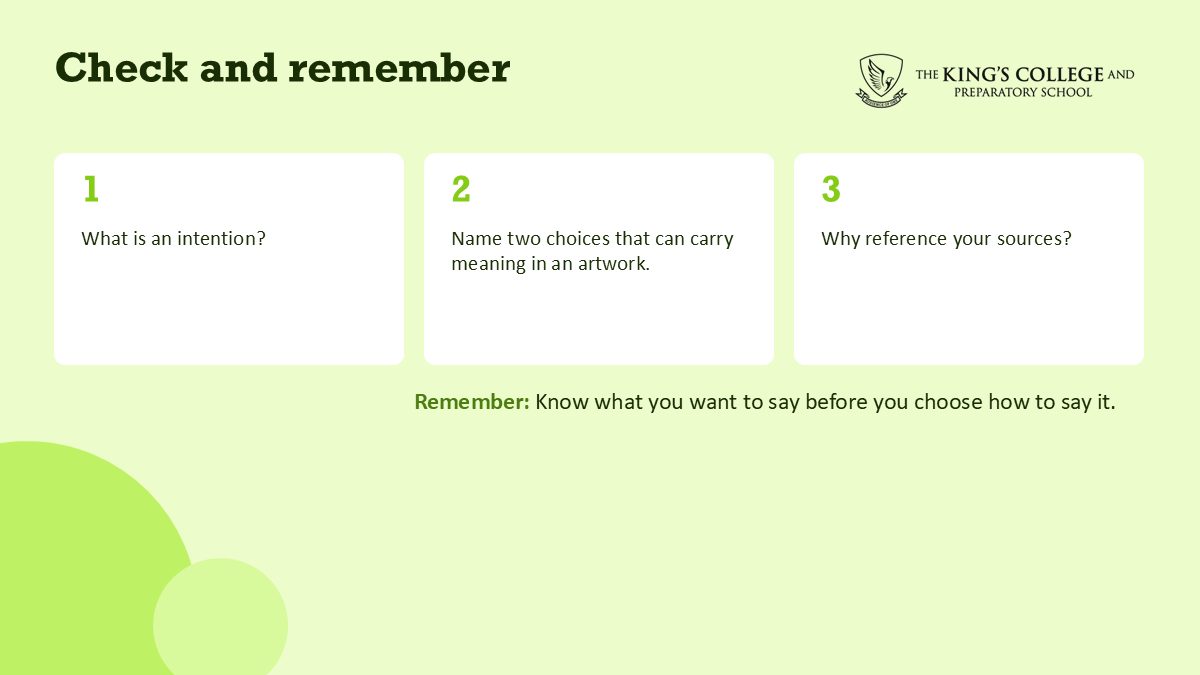 Check and remember
THE KING'S COLLEGE AND
PREPARATORY SCHOOL
1
What is an intention?
2
Name two choices that can carry
meaning in an artwork.
3
Why reference your sources?
Remember: Know what you want to say before you choose how to say it.